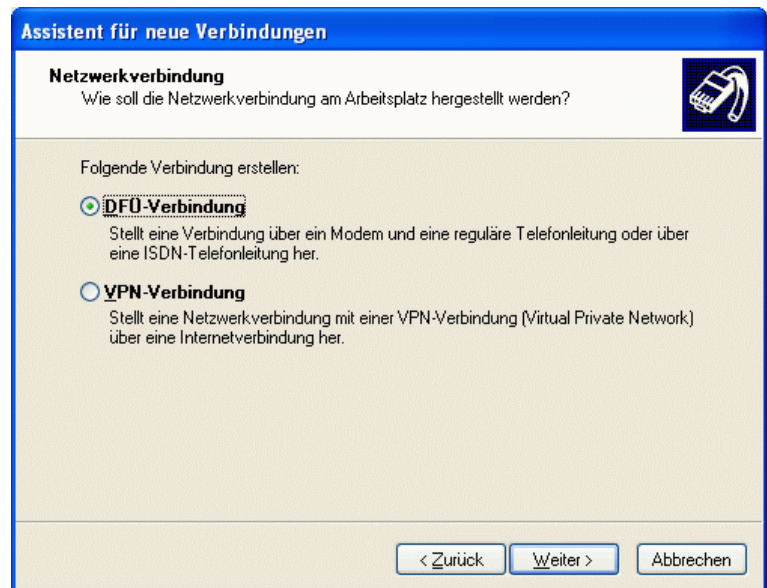 Assistent für neue Verbindungen
Netzwerkverbindung
Wie soll die Netzwerkverbindung am Arbeitsplatz hergestellt werden?
Folgende Verbindung erstellen:
DFÜ-Verbindung
Stellt eine Verbindung über ein Modem und eine reguläre Telefonleitung oder über
eine ISDN-Telefonleitung her.
VPN-Verbindung
Stellt eine Netzwerkverbindung mit einer VPN-Verbindung (Virtual Private Network)
über eine Internetverbindung her.
< Zurück Weiter > Abbrechen